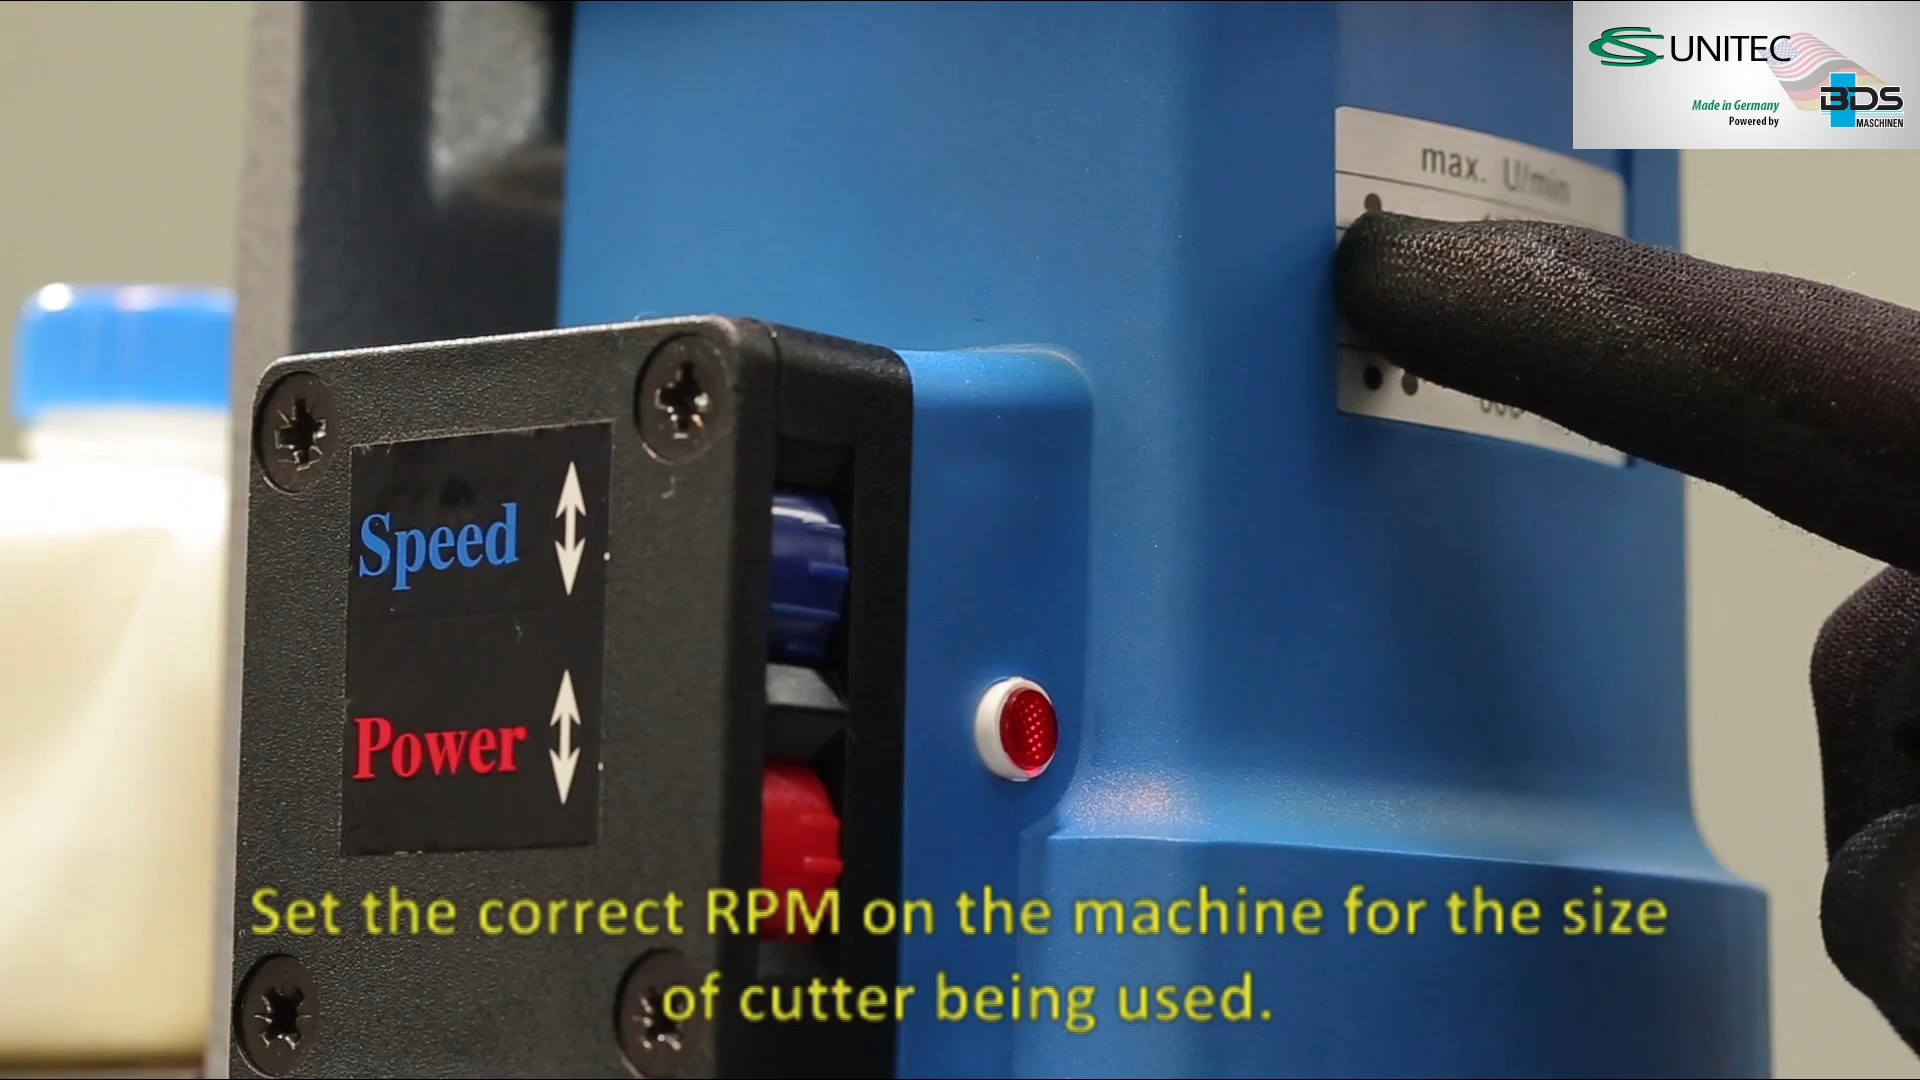 CS UNITEC
Made in Germany
Powered by
BDS
MASCHINEN
max. U/min
Speed
Power
Set the correct RPM on the machine for the size
of cutter being used.